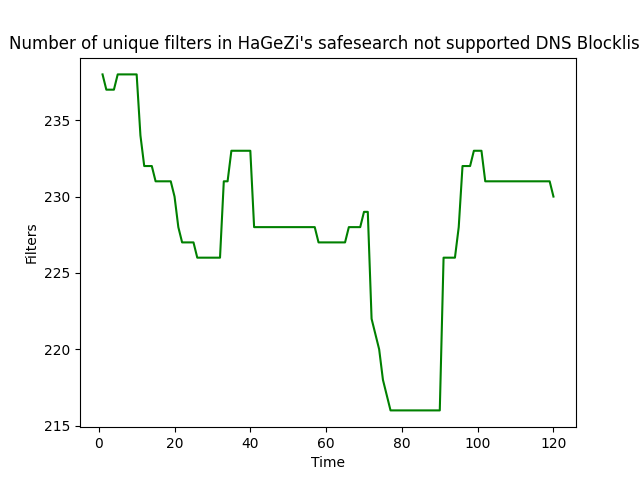 Number of unique filters in HaGeZi's safesearch not supported DNS Blocklis
235
230
225
220
215
Filters
0 20 40 60 80 100 120
Time